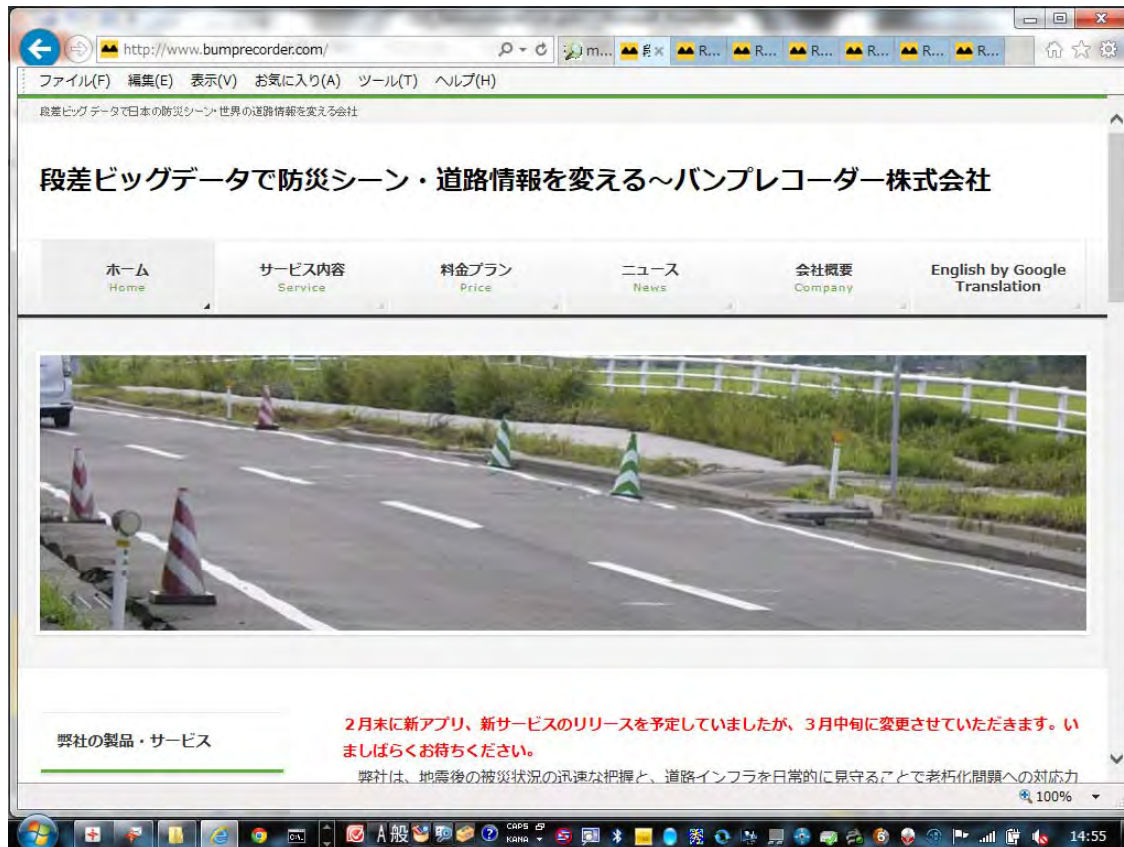 http://www.bumprecorder.com/
m...
R...
R...
R...
R...
R...
R...
ファイル(F) 編集(E) 表示(V) お気に入り(A) ツール(T) ヘルプ(H)
段差ビッグデータで日本の防災シーン・世界の道路情報を変える会社
段差ビッグデータで防災シーン・道路情報を変える～バンプレコーダー株式会社
ホーム サービス内容 料金プラン ニュース 会社概要 English by Google
Home Service Price News Company Translation
２月末に新アプリ、新サービスのリリースを予定していましたが、３月中旬に変更させていただきます。い
弊社の製品・サービス
ましばらくお待ちください。
弊社は、地震後の被災状況の迅速な把握と、道路インフラを日常的に見守ることで老朽化問題への対応力
100%
A 般 CAPS KANA 14:55